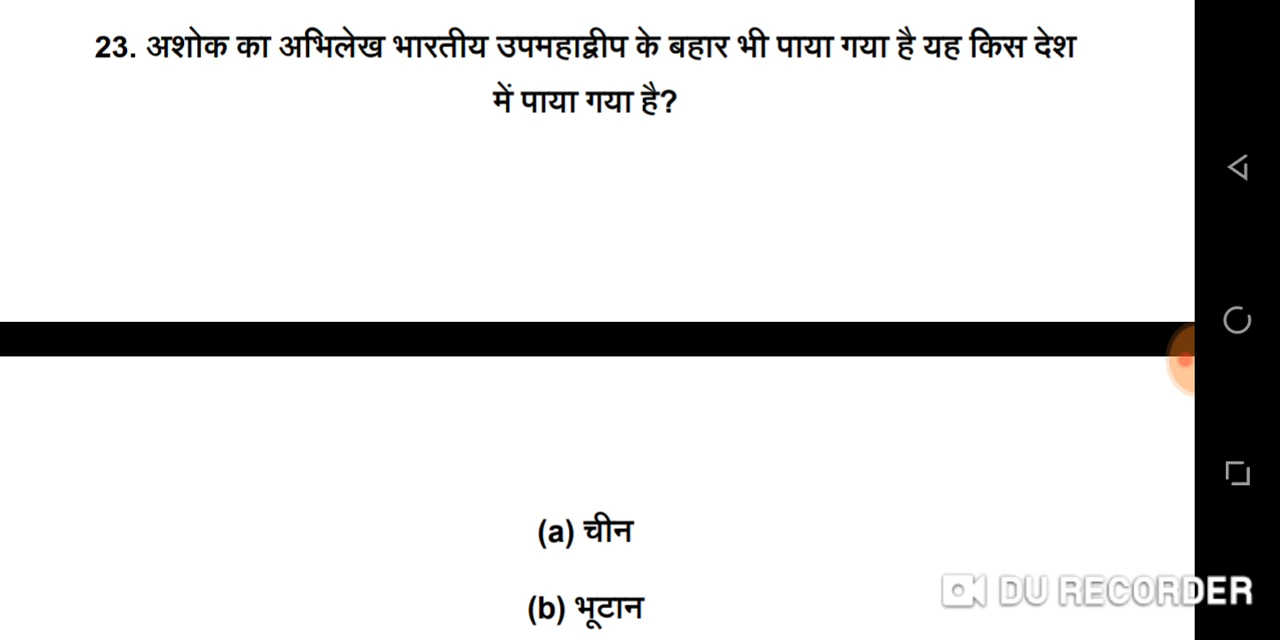 23. अशोक का अभिलेख भारतीय उपमहाद्वीप के बहार भी पाया गया है यह किस देश
में पाया गया है?
(a) चीन
(b) भूटान
DU RECORDER